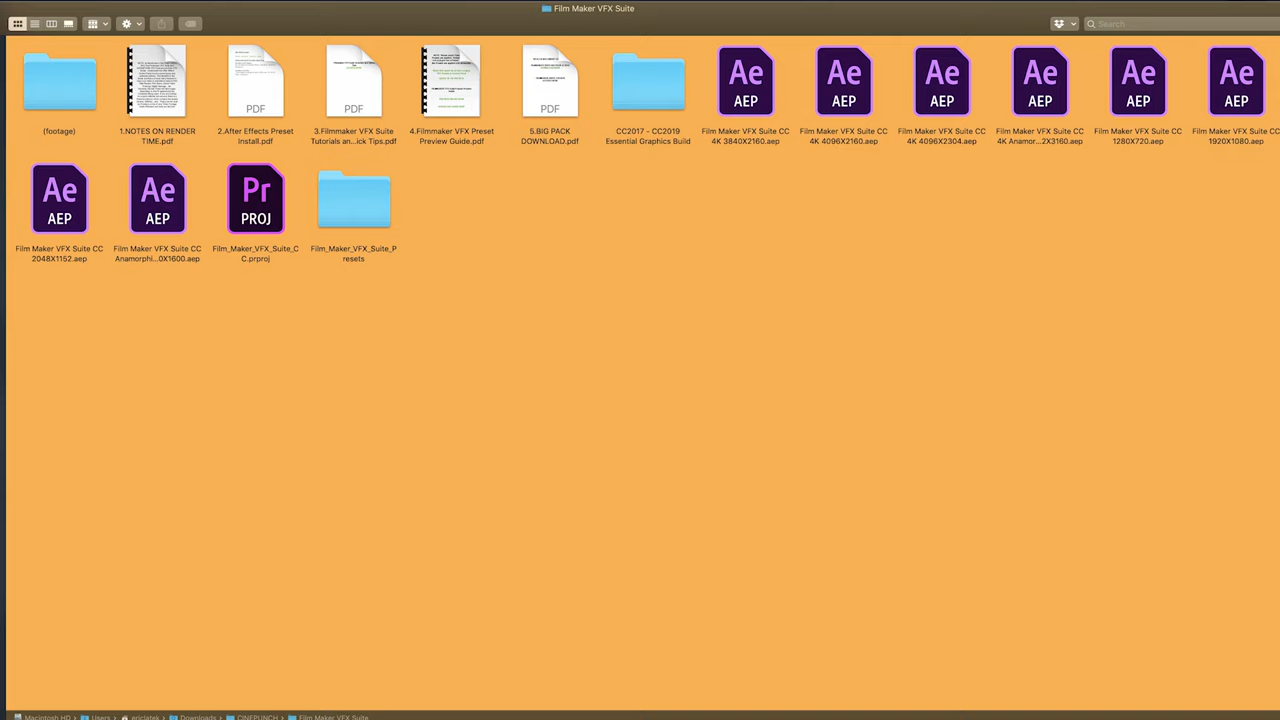 Film Maker VFX Suite
Search
PDF
PDF
PDF
Ae
AEP
Ae
AEP
Ae
AEP
Ae
AEP
Ae
AEP
Ae
AEP
(footage)
1.NOTES ON RENDER
TIME.pdf
2.After Effects Preset
Install.pdf
3.Filmmaker VFX Suite
Tutorials an...ick Tips.pdf
4.Filmmaker VFX Preset
Preview Guide.pdf
5.BIG PACK
DOWNLOAD.pdf
CC2017 - CC2019
Essential Graphics Build
Film Maker VFX Suite CC
4K 3840X2160.aep
Film Maker VFX Suite CC
4K 4096X2160.aep
Film Maker VFX Suite CC
4K 4096X2304.aep
Film Maker VFX Suite CC
4K Anamor...2X3160.aep
Film Maker VFX Suite CC
1280X720.aep
Film Maker VFX Suite CC
1920X1080.aep
Ae
AEP
Ae
AEP
Pr
PROJ
Film Maker VFX Suite CC
2048X1152.aep
Film Maker VFX Suite CC
Anamorphi...0X1600.aep
Film_Maker_VFX_Suite_C
C.prproj
Film_Maker_VFX_Suite_P
resets
Macintosh HD
Users
ericlatek
Downloads
CINEPUNCH
Film Maker VFX Suite